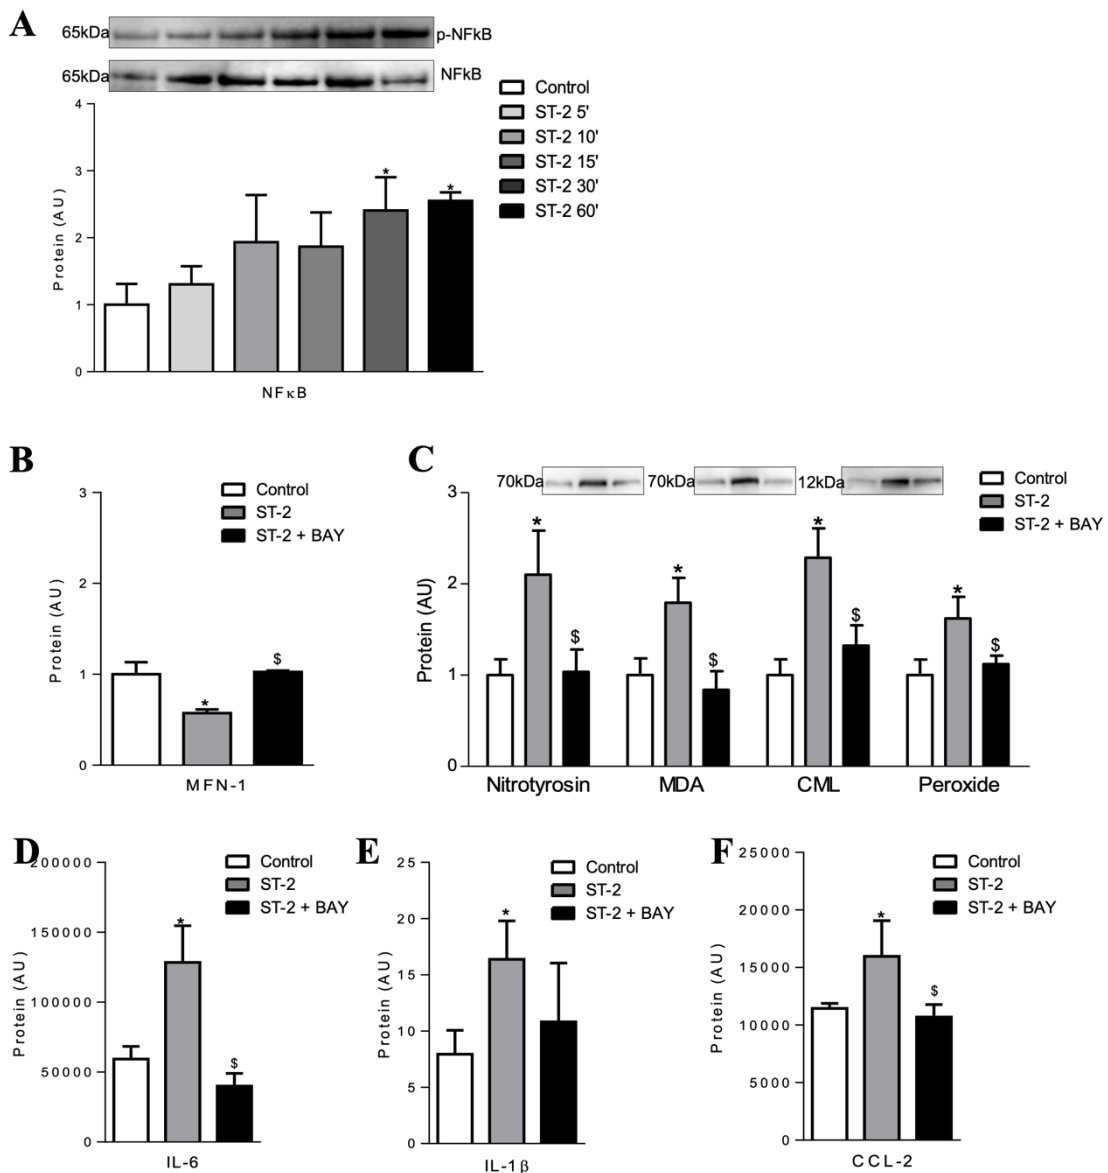 A
65kDa p-NFkB
65kDa NFkB
Control
ST-2 5'
ST-2 10'
ST-2 15'
ST-2 30'
ST-2 60'
4
3
2
1
0
Protein (AU)
* *
NFκB
B
Control
ST-2
ST-2 + BAY
3
2
1
0
Protein (AU)
* $
MFN-1
C
70kDa 70kDa 12kDa
Control
ST-2
ST-2 + BAY
3
2
1
0
Protein (AU)
* $ * $ * $ * $
Nitrotyrosin MDA CML Peroxide
D
Control
ST-2
ST-2 + BAY
200000
150000
100000
50000
0
Protein (AU)
* $
IL-6
E
Control
ST-2
ST-2 + BAY
25
20
15
10
5
0
Protein (AU)
*
IL-1β
F
Control
ST-2
ST-2 + BAY
25000
20000
15000
10000
5000
0
Protein (AU)
* $
CCL-2